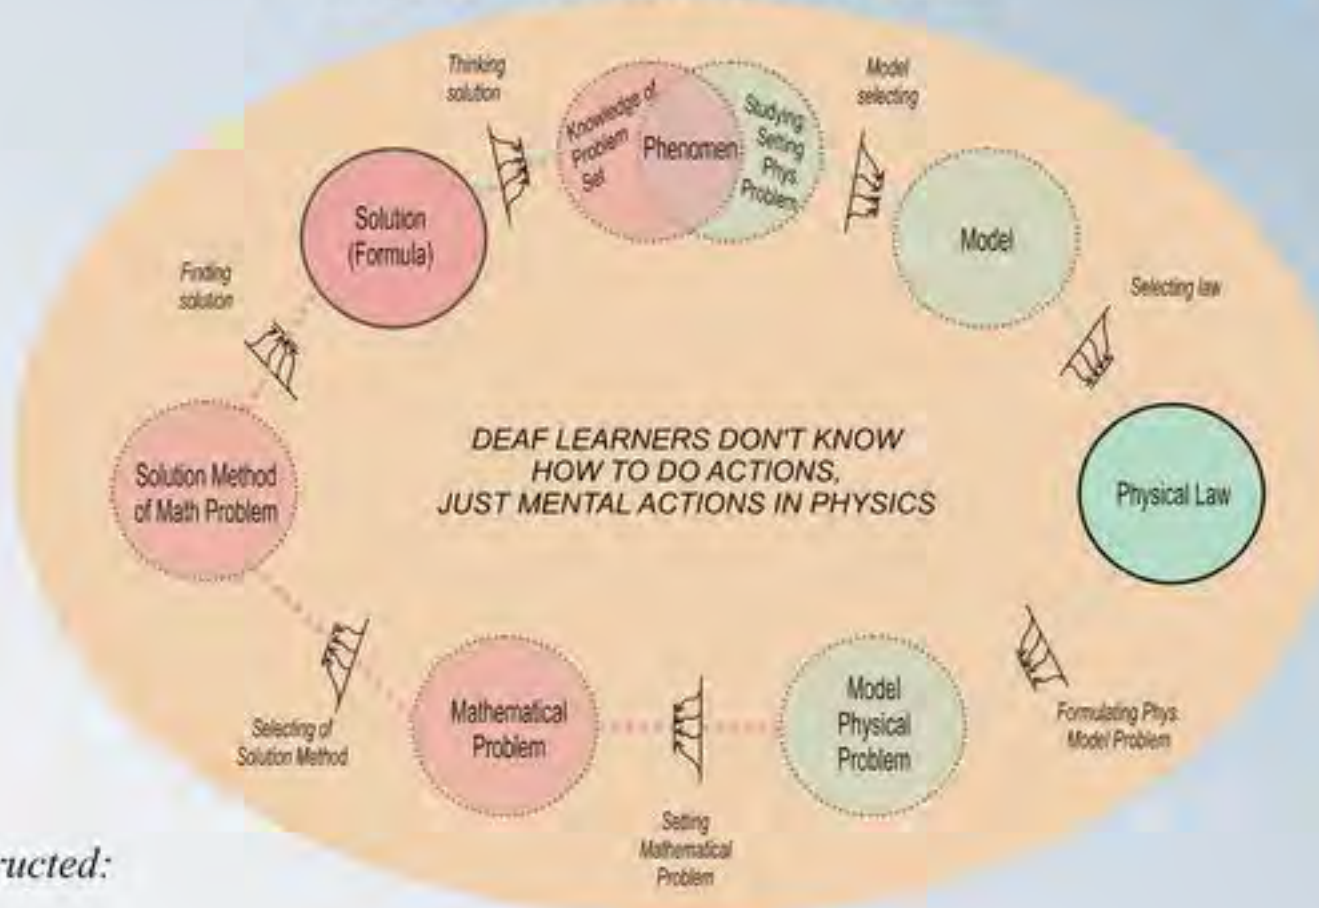 Thinking
solution
Knowledge of
Problem
Set
Phenomen
Studying
Setting
Phys.
Problem
Model
selecting
Solution
(Formula)
Model
Finding
solution
Selecting law
DEAF LEARNERS DON'T KNOW
HOW TO DO ACTIONS,
JUST MENTAL ACTIONS IN PHYSICS
Solution Method
of Math Problem
Physical Law
Mathematical
Problem
Model
Physical
Problem
Selecting of
Solution Method
Formulating Phys.
Model Problem
Setting
Mathematical
Problem